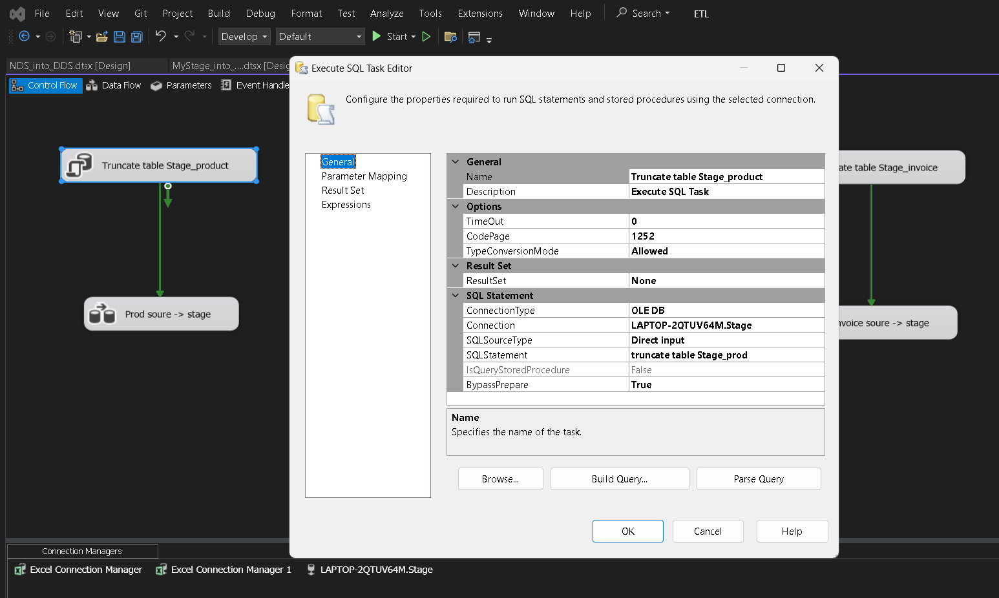 File Edit View Git Project Build Debug Format Test Analyze Tools Extensions Window Help Search ETL
Develop Default Start
NDS_into_DDS.dtsx [Design] MyStage_into_....dtsx [Desig
Control Flow Data Flow Parameters Event Handle
Execute SQL Task Editor
Configure the properties required to run SQL statements and stored procedures using the selected connection.
Truncate table Stage_product
Prod soure -> stage
General
Parameter Mapping
Result Set
Expressions
General
Name Truncate table Stage_product
Description Execute SQL Task
Options
TimeOut 0
CodePage 1252
TypeConversionMode Allowed
Result Set
ResultSet None
SQL Statement
ConnectionType OLE DB
Connection LAPTOP-2QTUV64M.Stage
SQLSourceType Direct input
SQLStatement truncate table Stage_prod
IsQueryStoredProcedure False
BypassPrepare True
Name
Specifies the name of the task.
Browse... Build Query... Parse Query
OK Cancel Help
ate table Stage_invoice
nvoice soure -> stage
Connection Managers
Excel Connection Manager Excel Connection Manager 1 LAPTOP-2QTUV64M.Stage